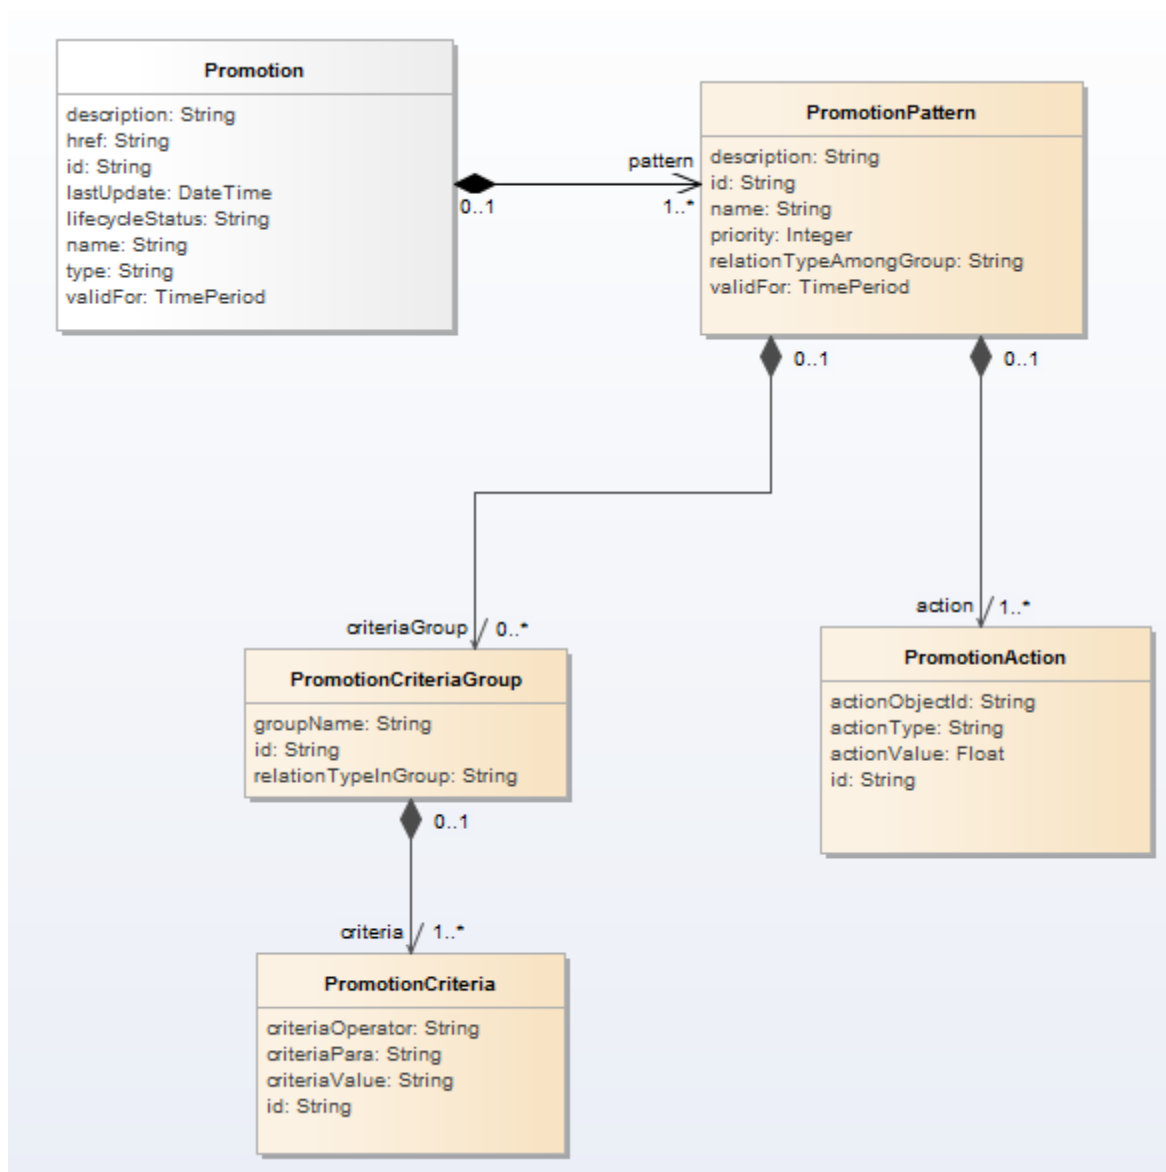 Promotion
description: String
href: String
id: String
lastUpdate: DateTime
lifecycleStatus: String
name: String
type: String
validFor: TimePeriod
pattern
0..1
1..*
PromotionPattern
description: String
id: String
name: String
priority: Integer
relationTypeAmongGroup: String
validFor: TimePeriod
0..1
0..1
criteriaGroup
0..*
action
1..*
PromotionCriteriaGroup
groupName: String
id: String
relationTypeInGroup: String
PromotionAction
actionObjectId: String
actionType: String
actionValue: Float
id: String
0..1
criteria
1..*
PromotionCriteria
criteriaOperator: String
criteriaPara: String
criteriaValue: String
id: String